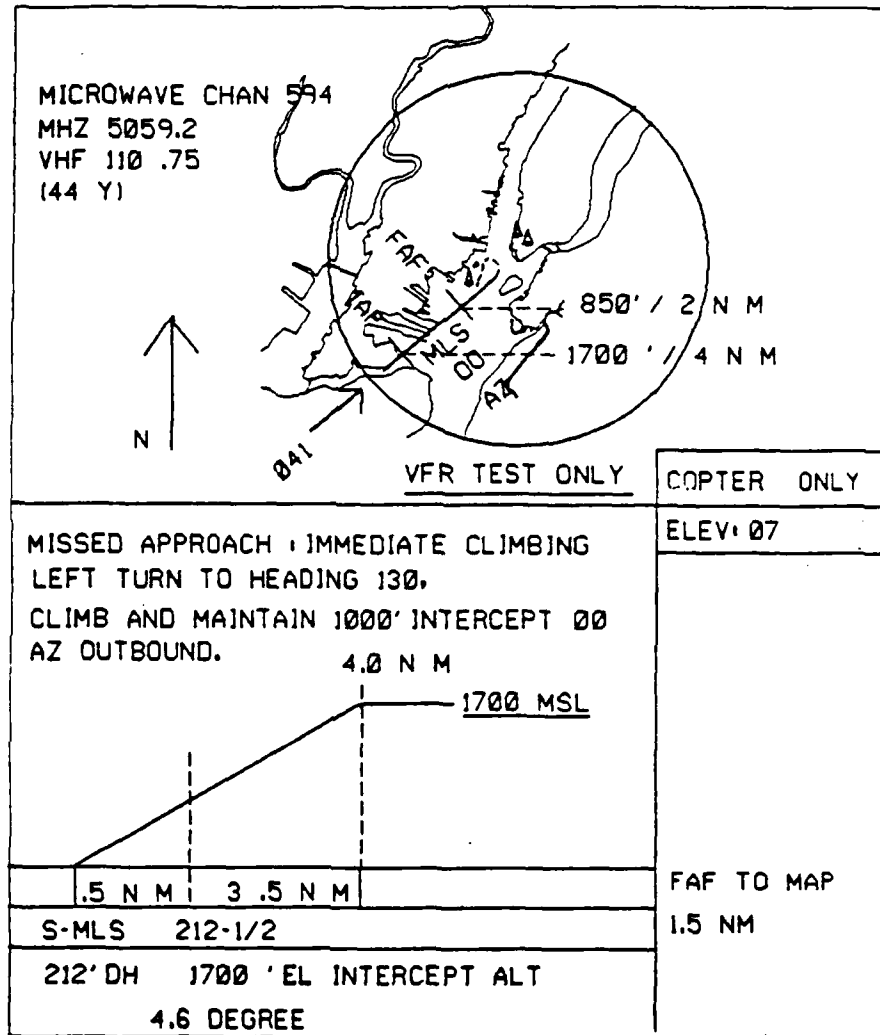 MICROWAVE CHAN 594
MHZ 5059.2
VHF 110 .75
(44 Y)
FAF
MAP
MLS
00
AZ
850' / 2 N M
1700 ' / 4 N M
N
041
VFR TEST ONLY
COPTER ONLY
ELEV: 07
MISSED APPROACH : IMMEDIATE CLIMBING
LEFT TURN TO HEADING 130.
CLIMB AND MAINTAIN 1000' INTERCEPT 00
AZ OUTBOUND.
4.0 N M
1700 MSL
.5 N M
3 .5 N M
FAF TO MAP
1.5 NM
S-MLS 212-1/2
212' DH 1700 ' EL INTERCEPT ALT
4.6 DEGREE